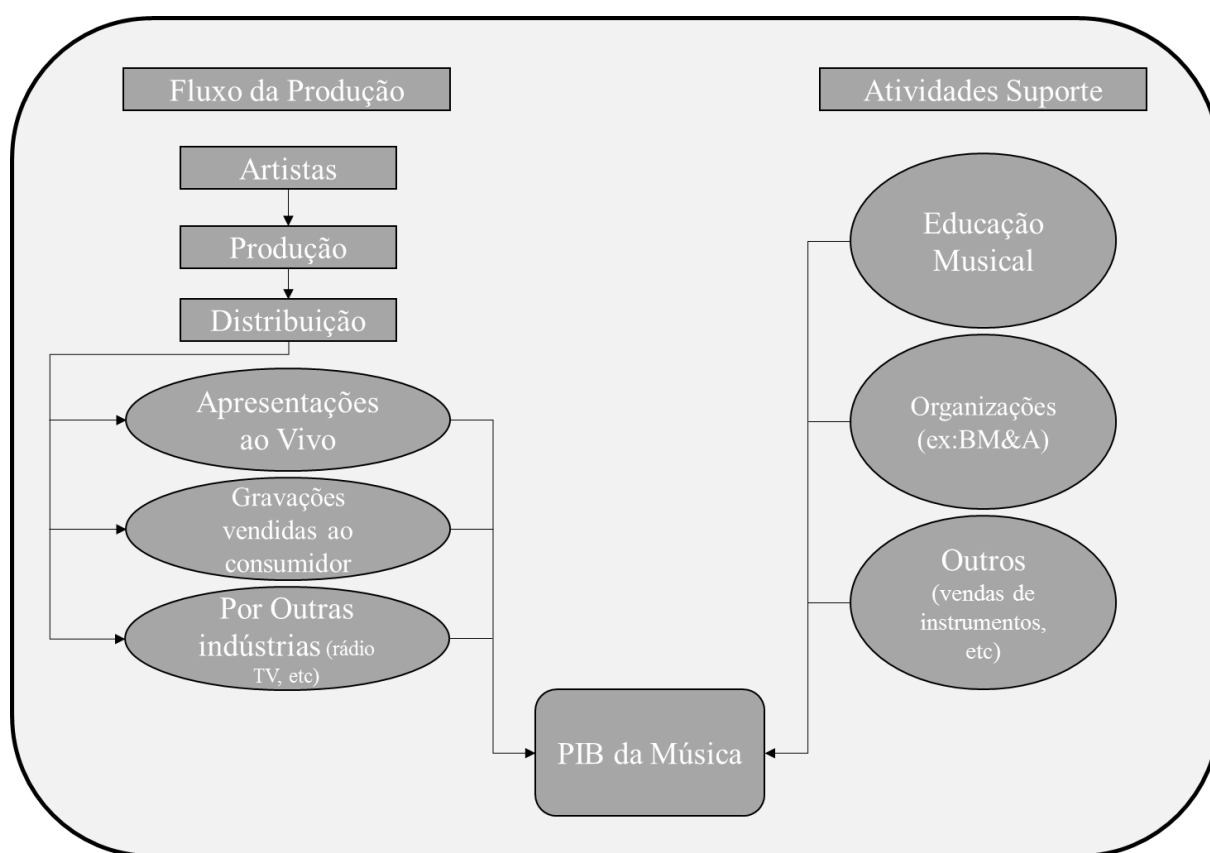 Fluxo da Produção
Artistas
Produção
Distribuição
Apresentações
ao Vivo
Gravações
vendidas ao
consumidor
Por Outras
indústrias (rádio
TV, etc)
Atividades Suporte
Educação
Musical
Organizações
(ex:BM&A)
Outros
(vendas de
instrumentos,
etc)
PIB da Música